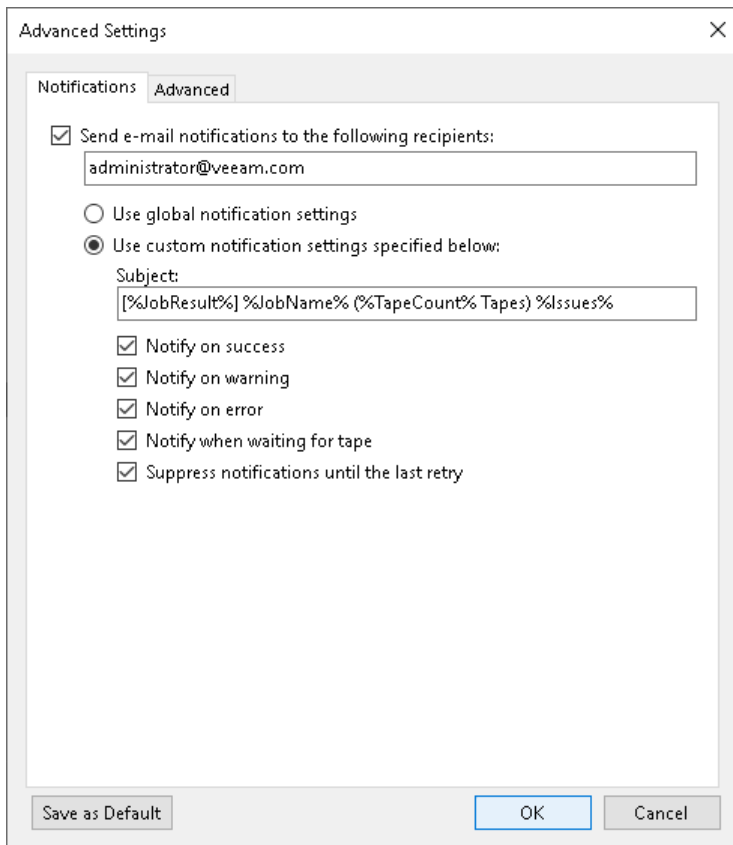 Advanced Settings
Notifications
Advanced
Send e-mail notifications to the following recipients:
administrator@veeam.com
Use global notification settings
Use custom notification settings specified below:
Subject:
[%JobResult%] %JobName% (%TapeCount% Tapes) %Issues%
Notify on success
Notify on warning
Notify on error
Notify when waiting for tape
Suppress notifications until the last retry
Save as Default
OK
Cancel